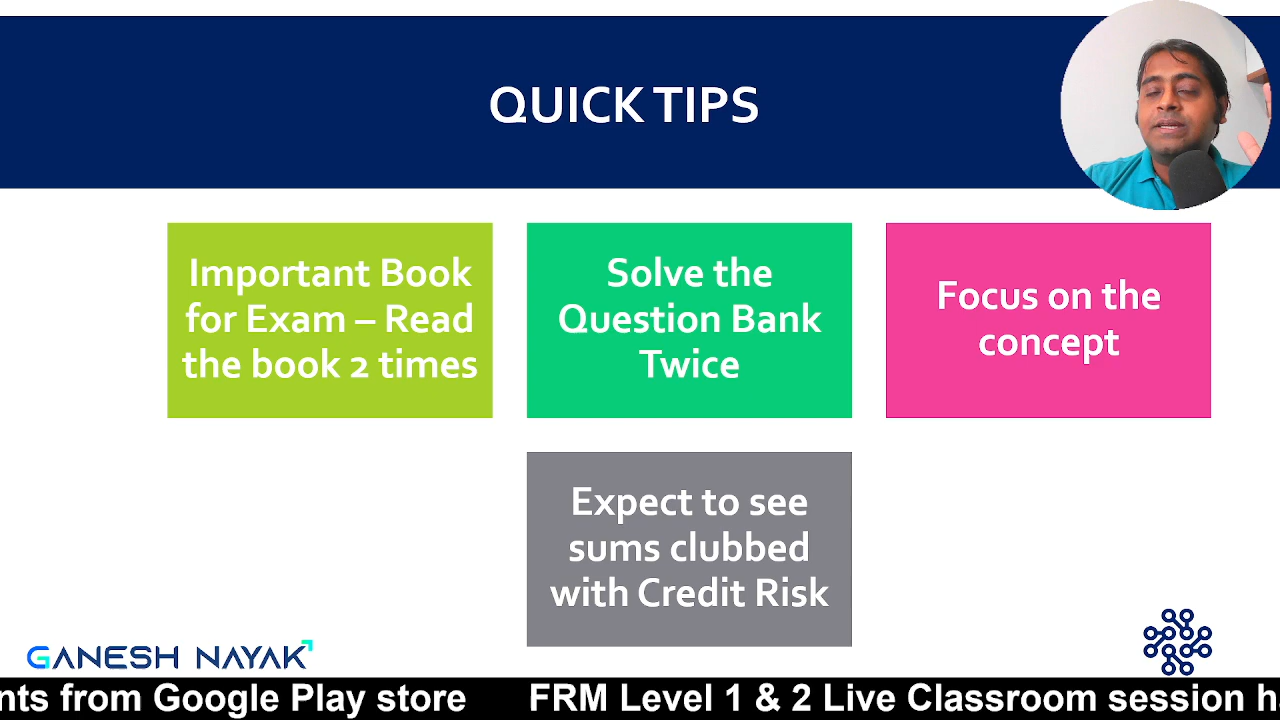 QUICK TIPS
Important Book
for Exam – Read
the book 2 times
Solve the
Question Bank
Twice
Focus on the
concept
Expect to see
sums clubbed
with Credit Risk
GANESH NAYAK
nts from Google Play store FRM Level 1 & 2 Live Classroom session h